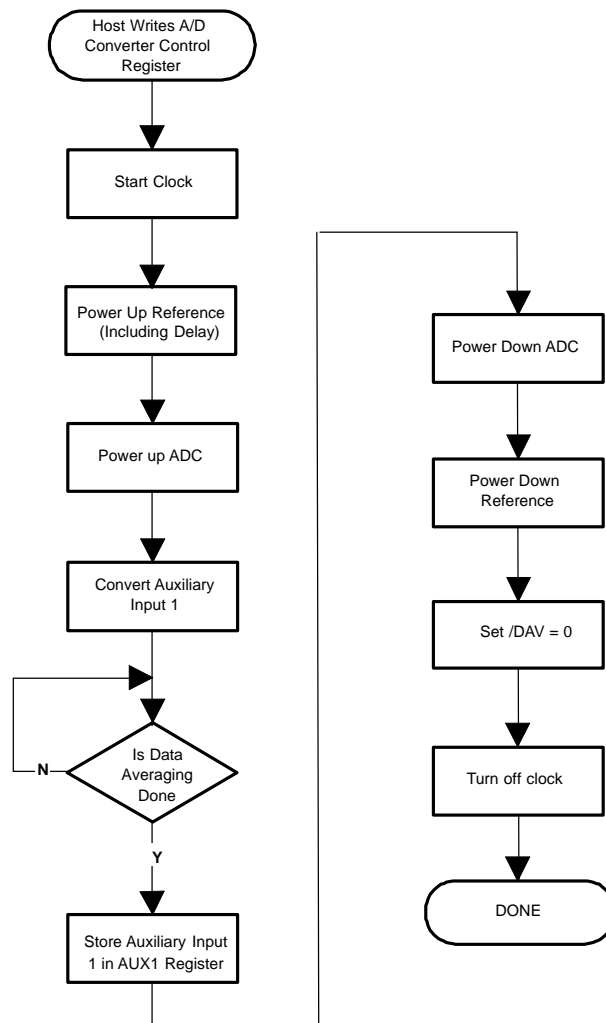 Host Writes A/D
Converter Control
Register
Start Clock
Power Up Reference
(Including Delay)
Power up ADC
Convert Auxiliary
Input 1
Is Data
Averaging
Done
N
Y
Store Auxiliary Input
1 in AUX1 Register
Power Down ADC
Power Down
Reference
Set /DAV = 0
Turn off clock
DONE